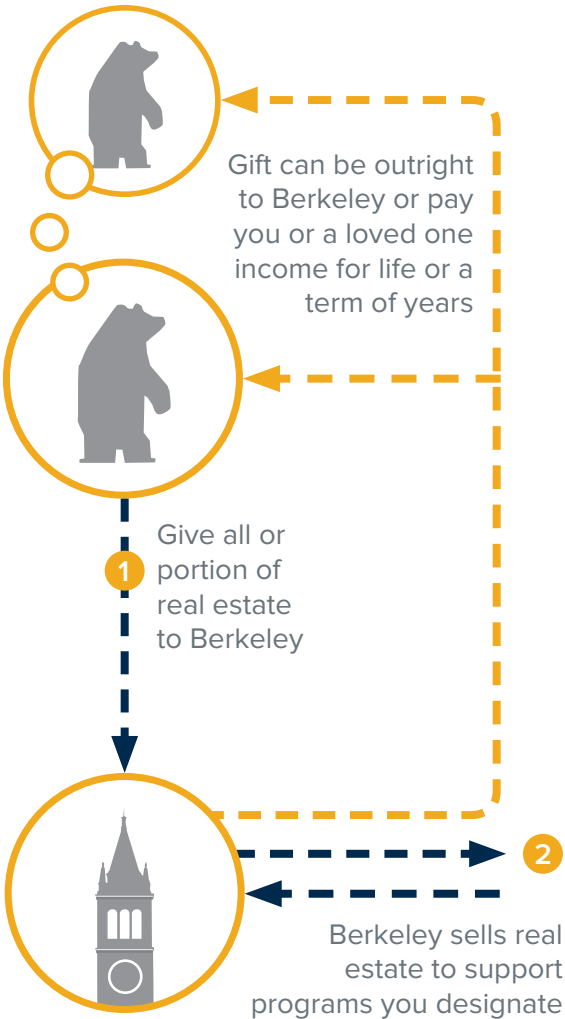 Gift can be outright
to Berkeley or pay
you or a loved one
income for life or a
term of years
1
Give all or
portion of
real estate
to Berkeley
2
Berkeley sells real
estate to support
programs you designate